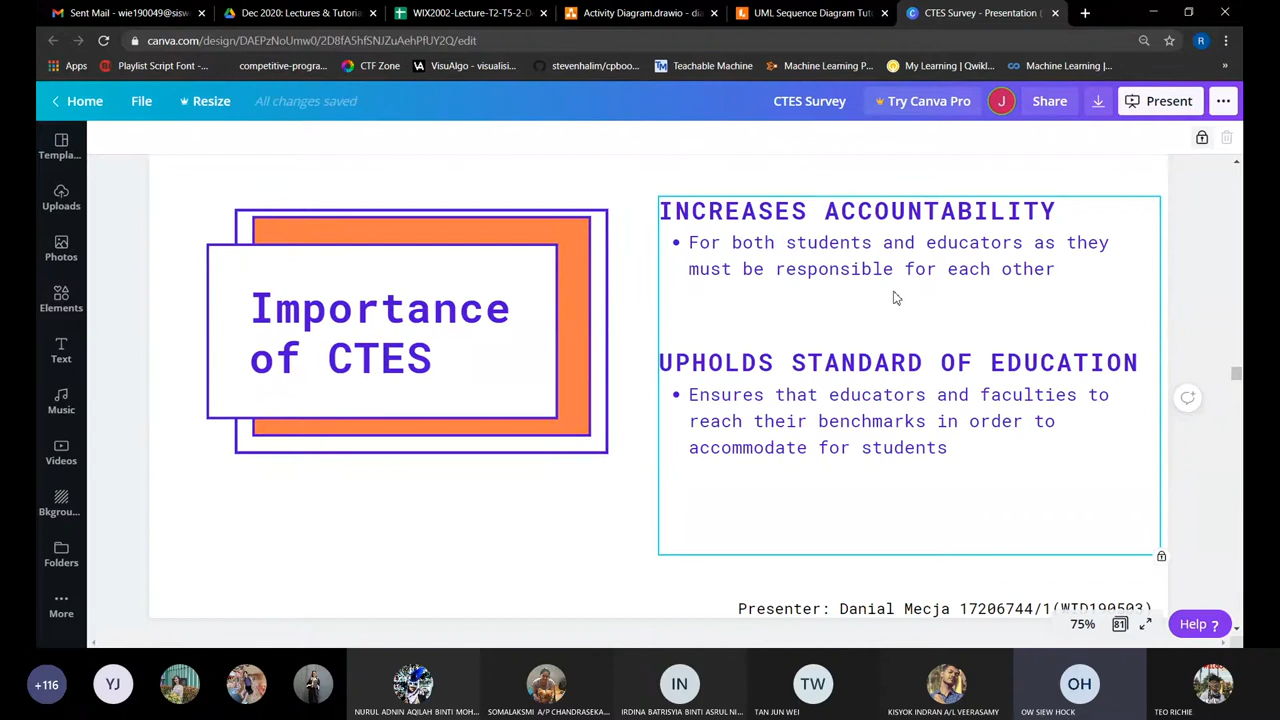 Sent Mail - wie190049@sisw
Dec 2020: Lectures & Tutoria
WIX2002-Lecture-T2-T5-2-D
Activity Diagram.drawio - di
UML Sequence Diagram Tut
CTES Survey - Presentation (
canva.com/design/DAEPzNoUmw0/2D8fA5hfSNJZuAehPfUY2Q/edit
R
Apps
Playlist Script Font -...
competitive-progra...
CTF Zone
VisuAlgo - visualisi...
stevenhalim/cpboo...
Teachable Machine
Machine Learning P...
My Learning | Qwikl...
Machine Learning |...
Home
File
Resize
All changes saved
CTES Survey
Try Canva Pro
J
Share
Present
Templa...
Uploads
Photos
Elements
Text
Music
Videos
Bkgrou...
Folders
More
Importance
of CTES
INCREASES ACCOUNTABILITY
• For both students and educators as they
must be responsible for each other
UPHOLDS STANDARD OF EDUCATION
• Ensures that educators and faculties to
reach their benchmarks in order to
accommodate for students
Presenter: Danial Mecja 17206744/1(WID190503)
75%
81
Help ?
+116
YJ
NURUL ADNIN AQILAH BINTI MOH...
SOMALAKSMI A/P CHANDRASEKA...
IN
IRDINA BATRISYIA BINTI ASRUL NI...
TW
TAN JUN WEI
KISYOK INDRAN A/L VEERASAMY
OH
OW SIEW HOCK
TEO RICHIE